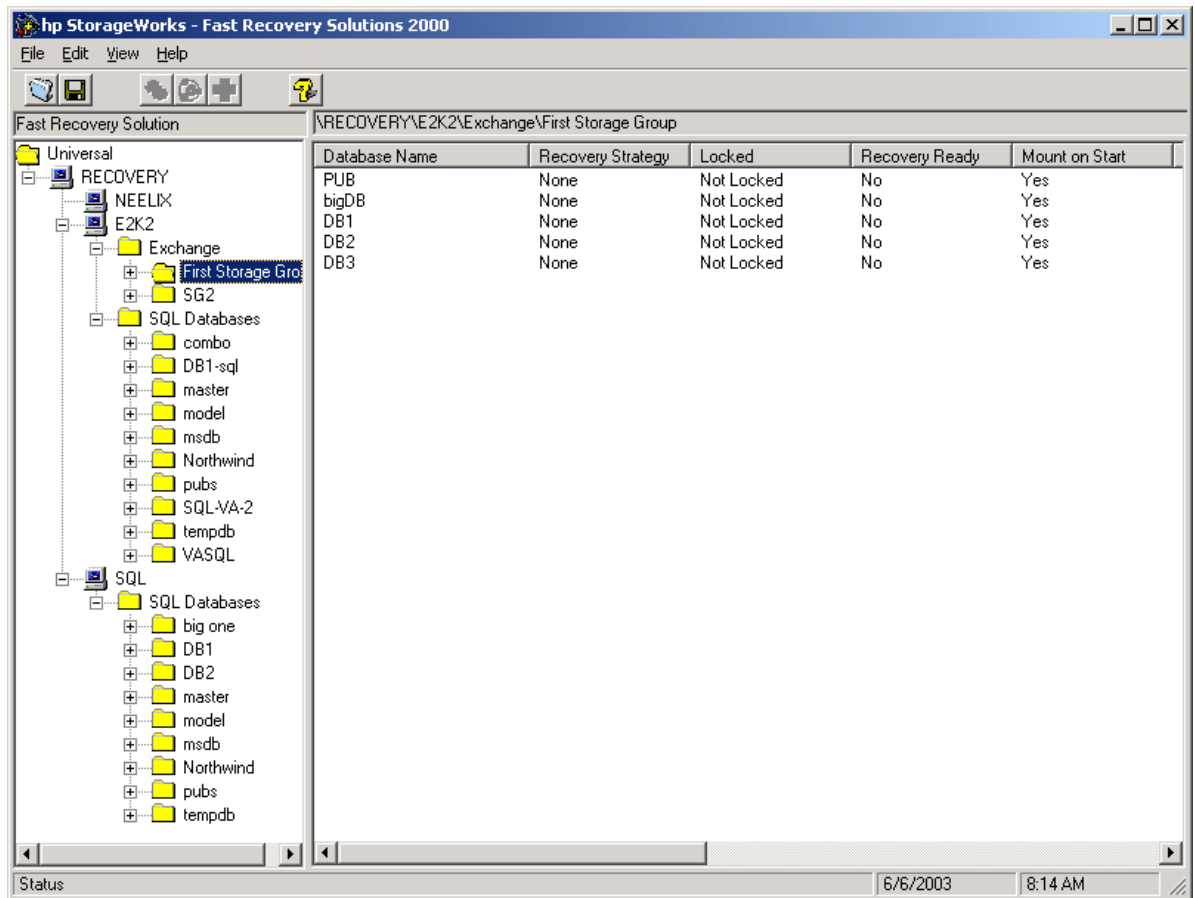 hp StorageWorks - Fast Recovery Solutions 2000
File Edit View Help
Fast Recovery Solution
\RECOVERY\E2K2\Exchange\First Storage Group
Universal
RECOVERY
NEELIX
E2K2
Exchange
First Storage Gro
SG2
SQL Databases
combo
DB1-sql
master
model
msdb
Northwind
pubs
SQL-VA-2
tempdb
VASQL
SQL
SQL Databases
big one
DB1
DB2
master
model
msdb
Northwind
pubs
tempdb
Database Name Recovery Strategy Locked Recovery Ready Mount on Start
PUB None Not Locked No Yes
bigDB None Not Locked No Yes
DB1 None Not Locked No Yes
DB2 None Not Locked No Yes
DB3 None Not Locked No Yes
Status 6/6/2003 8:14 AM